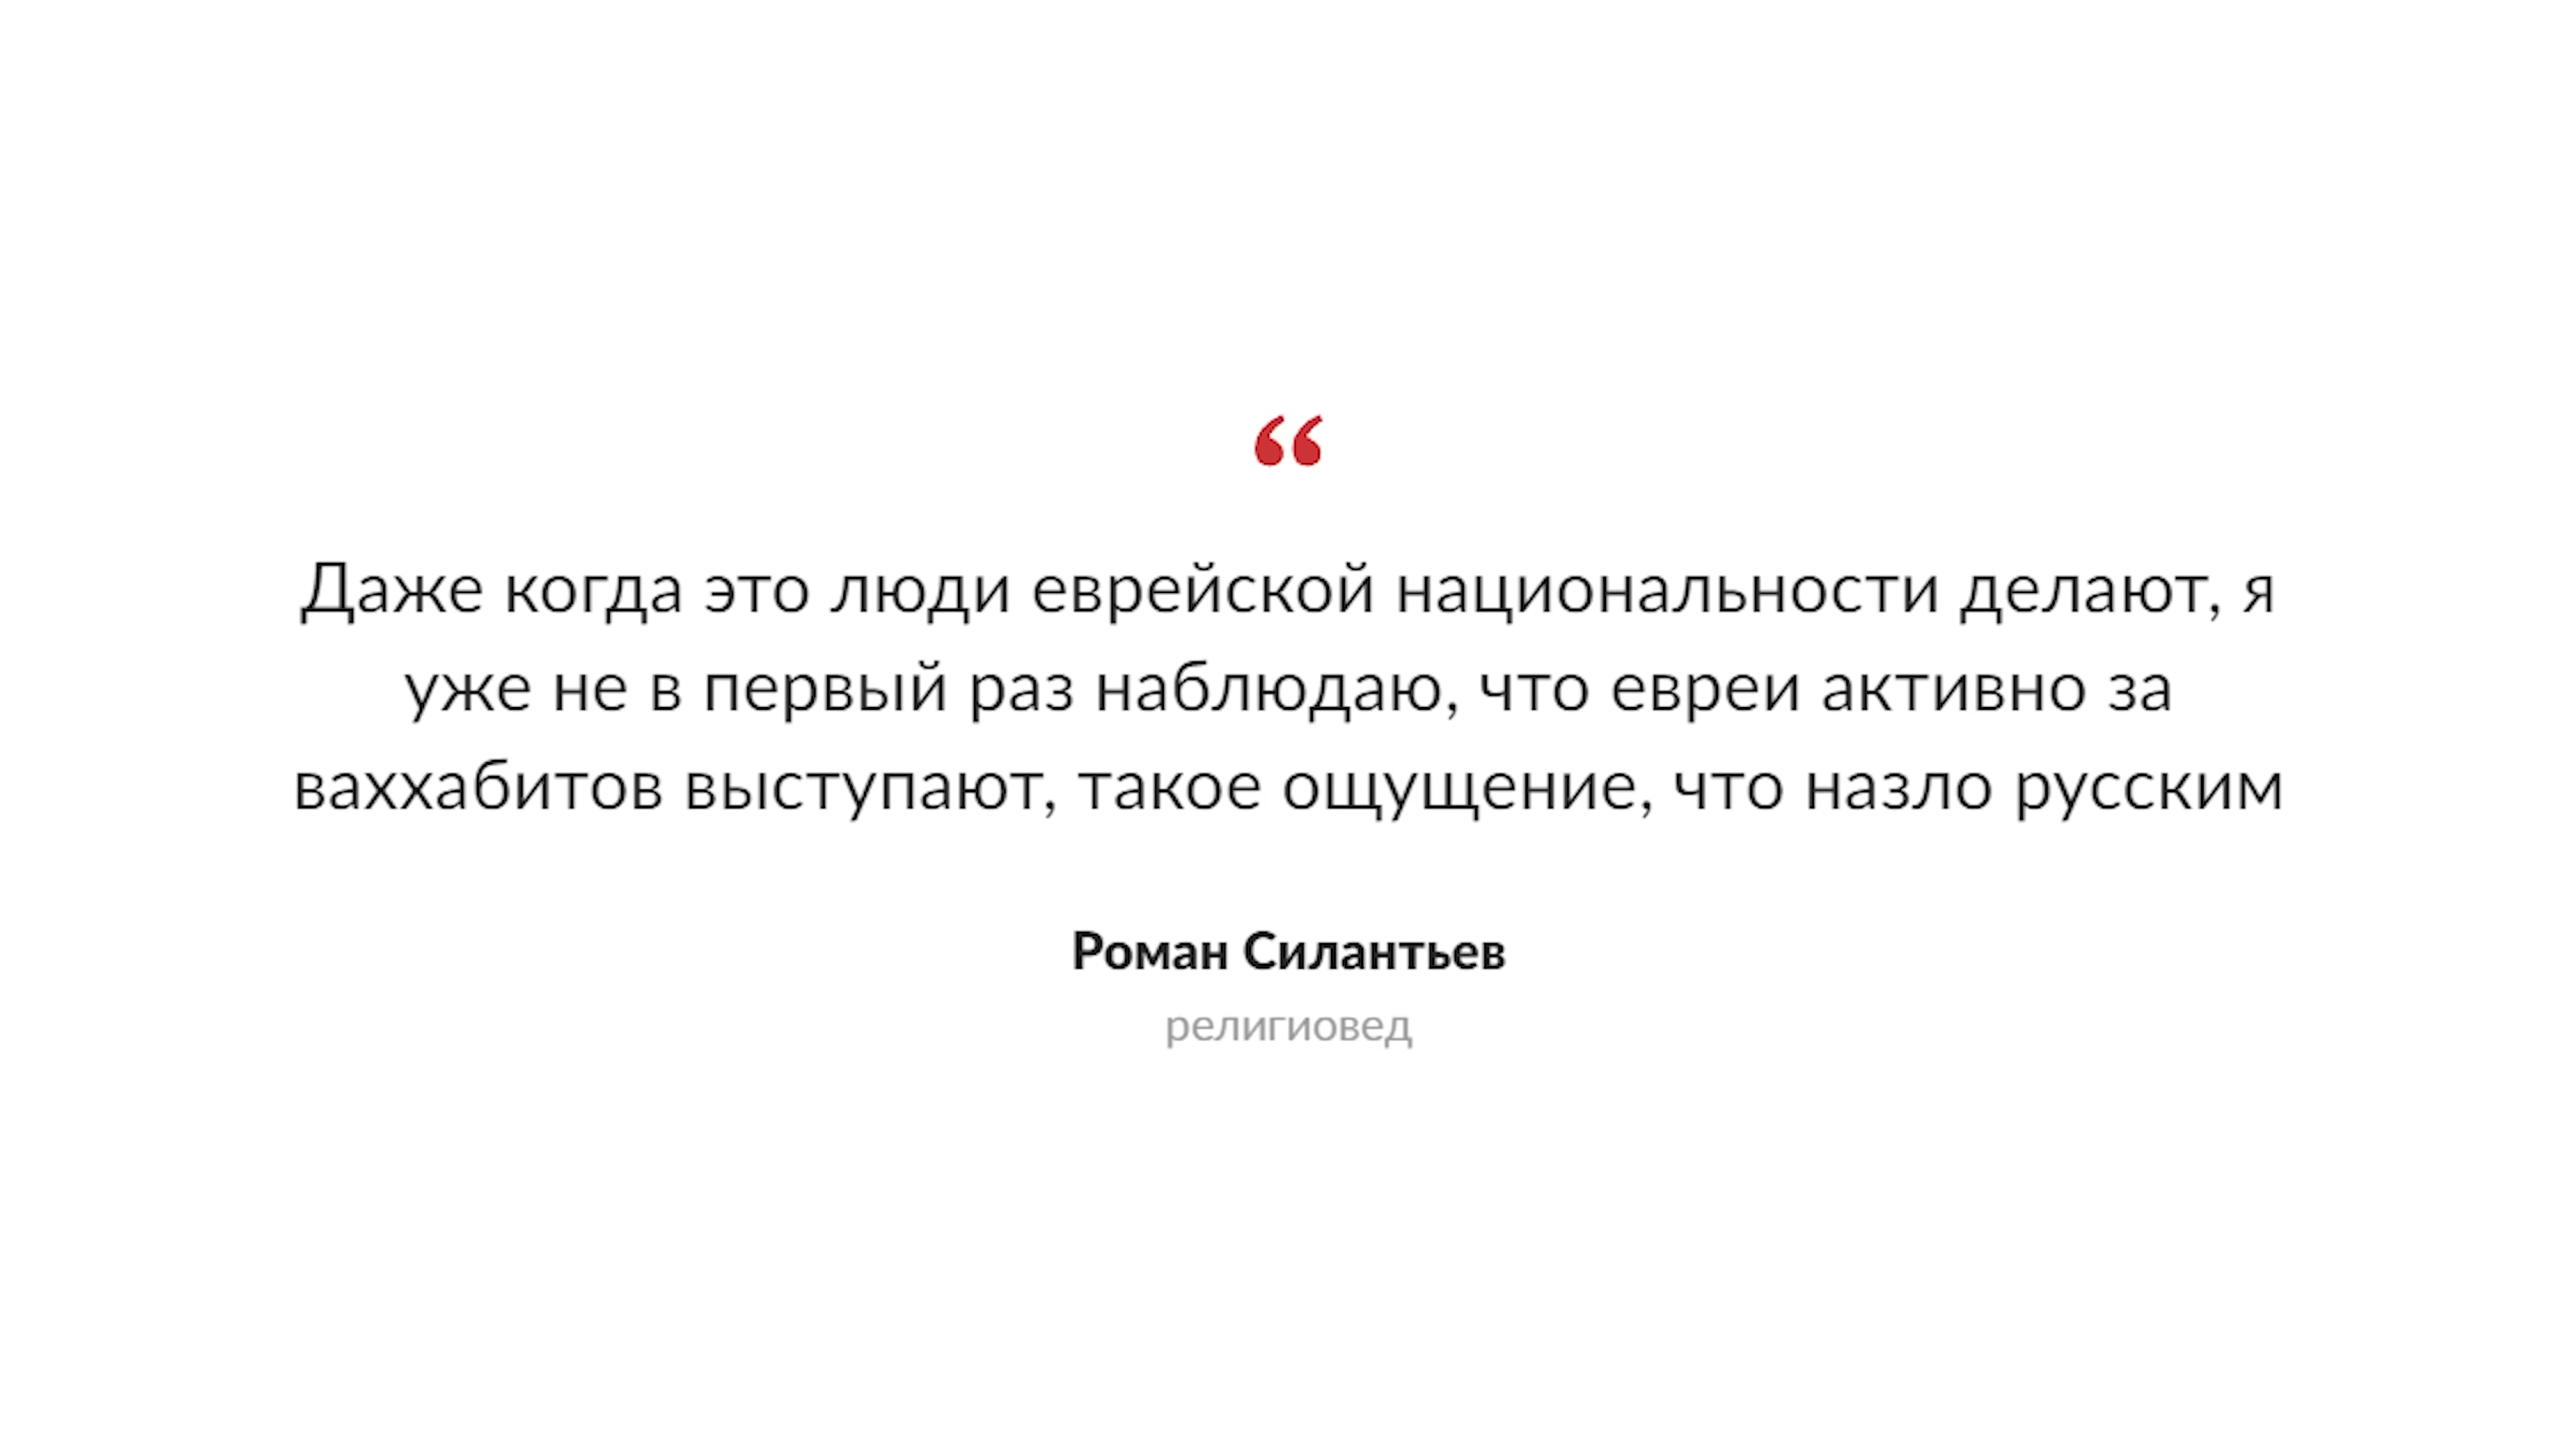 “
Даже когда это люди еврейской национальности делают, я
уже не в первый раз наблюдаю, что евреи активно за
ваххабитов выступают, такое ощущение, что назло русским
Роман Силантьев
религиовед